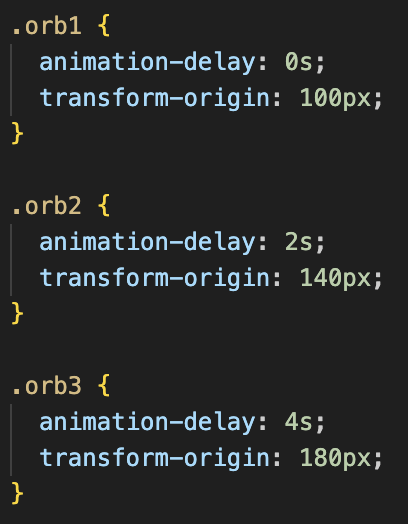 .orb1 {
  animation-delay: 0s;
  transform-origin: 100px;
}

.orb2 {
  animation-delay: 2s;
  transform-origin: 140px;
}

.orb3 {
  animation-delay: 4s;
  transform-origin: 180px;
}